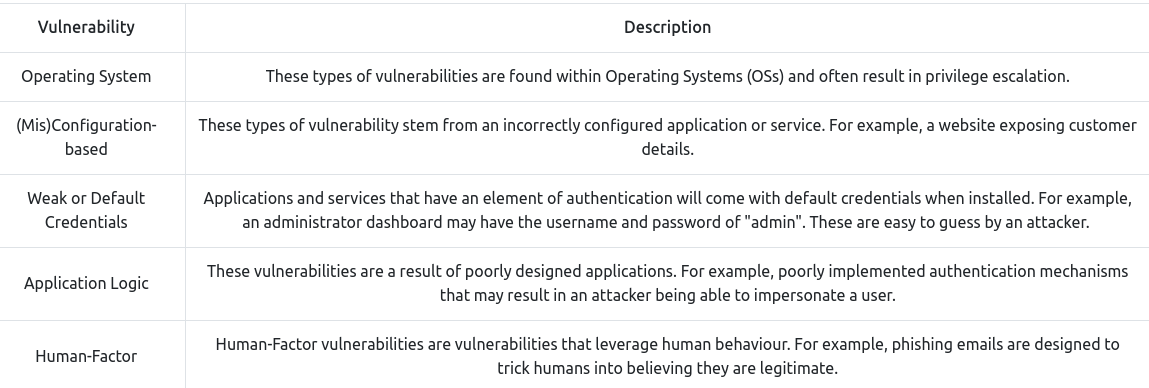 Vulnerability Description
Operating System These types of vulnerabilities are found within Operating Systems (OSs) and often result in privilege escalation.
(Mis)Configuration-
based
These types of vulnerability stem from an incorrectly configured application or service. For example, a website exposing customer
details.
Weak or Default
Credentials
Applications and services that have an element of authentication will come with default credentials when installed. For example,
an administrator dashboard may have the username and password of "admin". These are easy to guess by an attacker.
Application Logic
These vulnerabilities are a result of poorly designed applications. For example, poorly implemented authentication mechanisms
that may result in an attacker being able to impersonate a user.
Human-Factor
Human-Factor vulnerabilities are vulnerabilities that leverage human behaviour. For example, phishing emails are designed to
trick humans into believing they are legitimate.